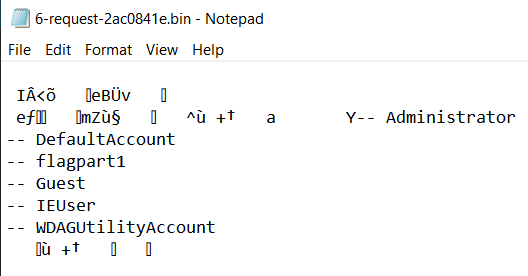 6-request-2ac0841e.bin - Notepad
File Edit Format View Help
IÂ<õ eBÜv
eƒ mZù§ ^ù +† a Y-- Administrator
-- DefaultAccount
-- flagpart1
-- Guest
-- IEUser
-- WDAGUtilityAccount
ù +†